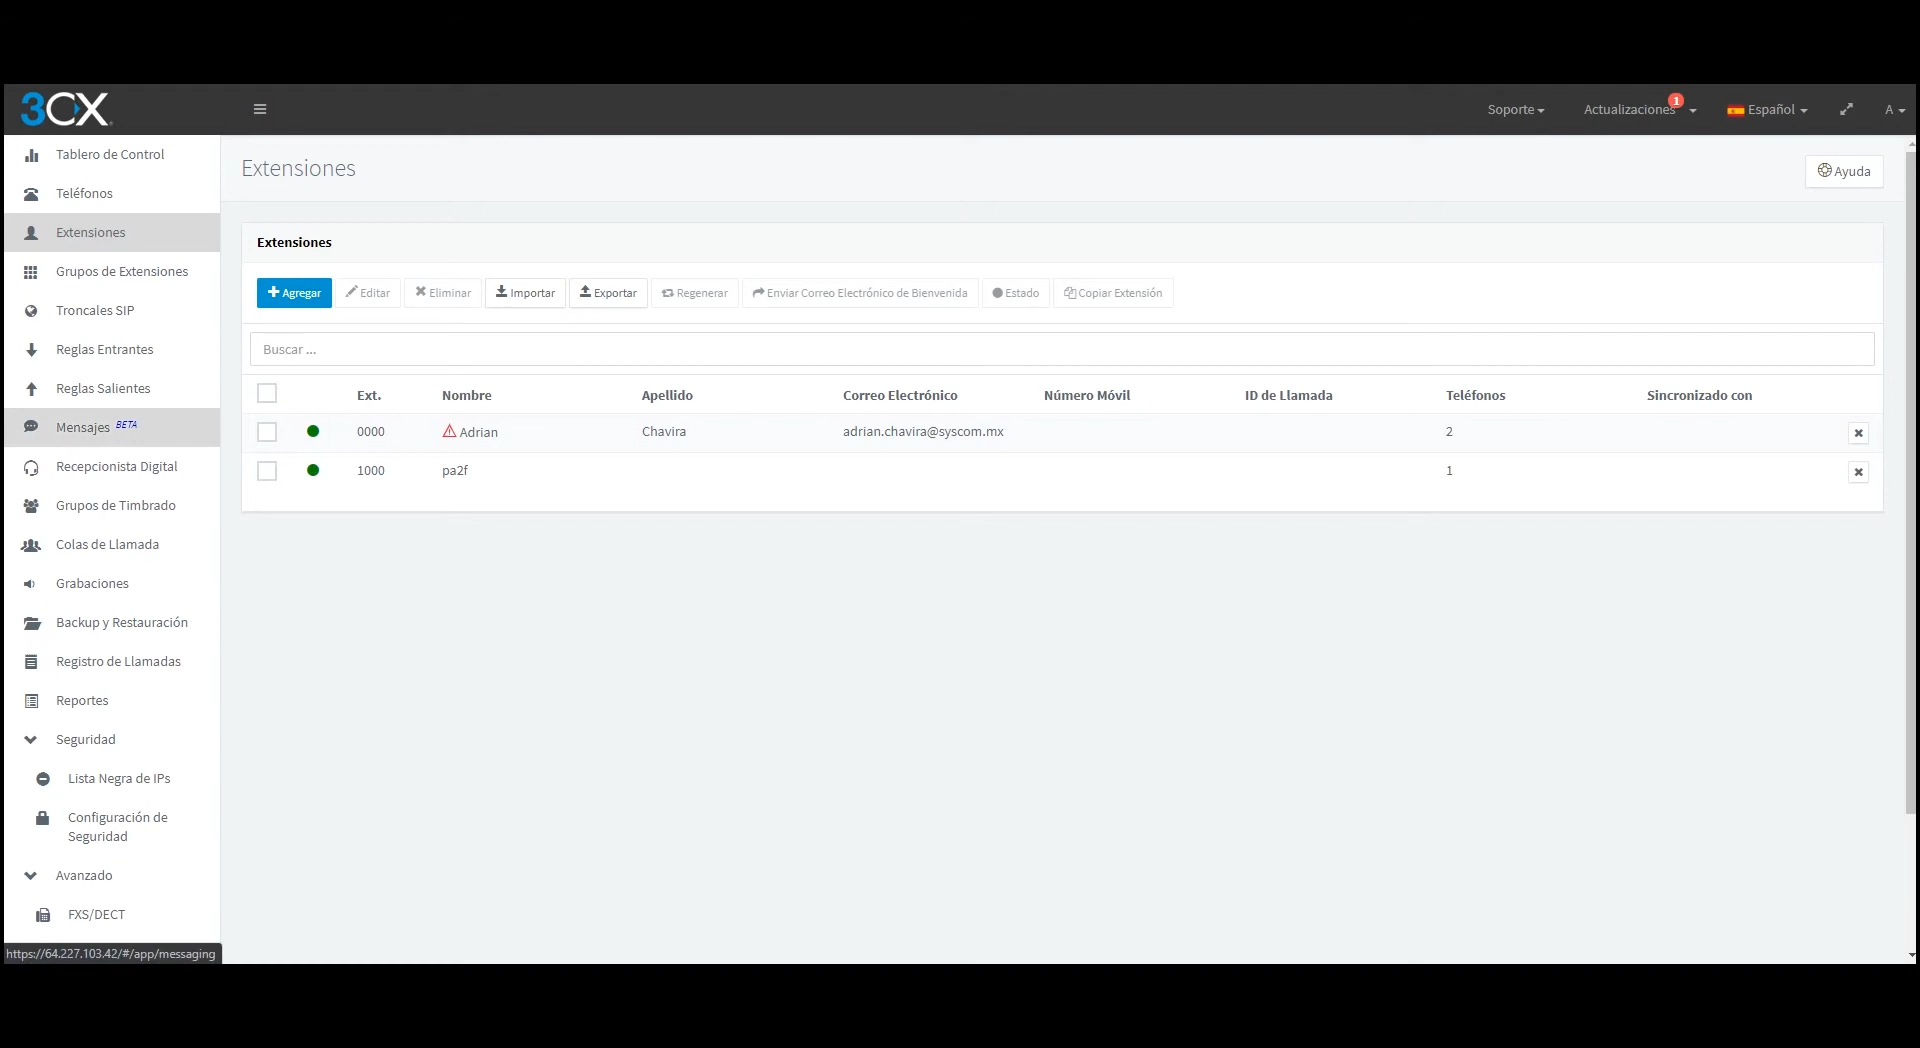 3CX
Soporte
Actualizaciones
1
Español
A
Tablero de Control
Teléfonos
Extensiones
Grupos de Extensiones
Troncales SIP
Reglas Entrantes
Reglas Salientes
Mensajes BETA
Recepcionista Digital
Grupos de Timbrado
Colas de Llamada
Grabaciones
Backup y Restauración
Registro de Llamadas
Reportes
Seguridad
Lista Negra de IPs
Configuración de
Seguridad
Avanzado
FXS/DECT
https://64.227.103.42/#/app/messaging
Extensiones
Ayuda
Extensiones
Agregar Editar Eliminar Importar Exportar Regenerar Enviar Correo Electrónico de Bienvenida Estado Copiar Extensión
Buscar ...
Ext. Nombre Apellido Correo Electrónico Número Móvil ID de Llamada Teléfonos Sincronizado con
0000 Adrian Chavira adrian.chavira@syscom.mx 2
1000 pa2f 1